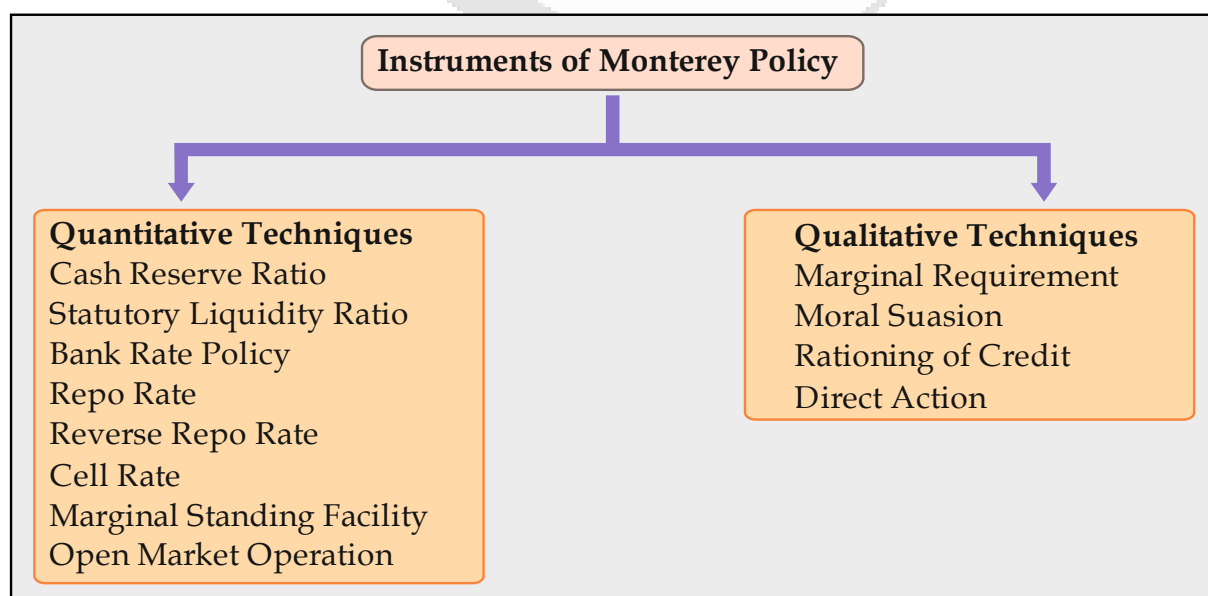 Instruments of Monterey Policy
Quantitative Techniques
Cash Reserve Ratio
Statutory Liquidity Ratio
Bank Rate Policy
Repo Rate
Reverse Repo Rate
Cell Rate
Marginal Standing Facility
Open Market Operation
Qualitative Techniques
Marginal Requirement
Moral Suasion
Rationing of Credit
Direct Action